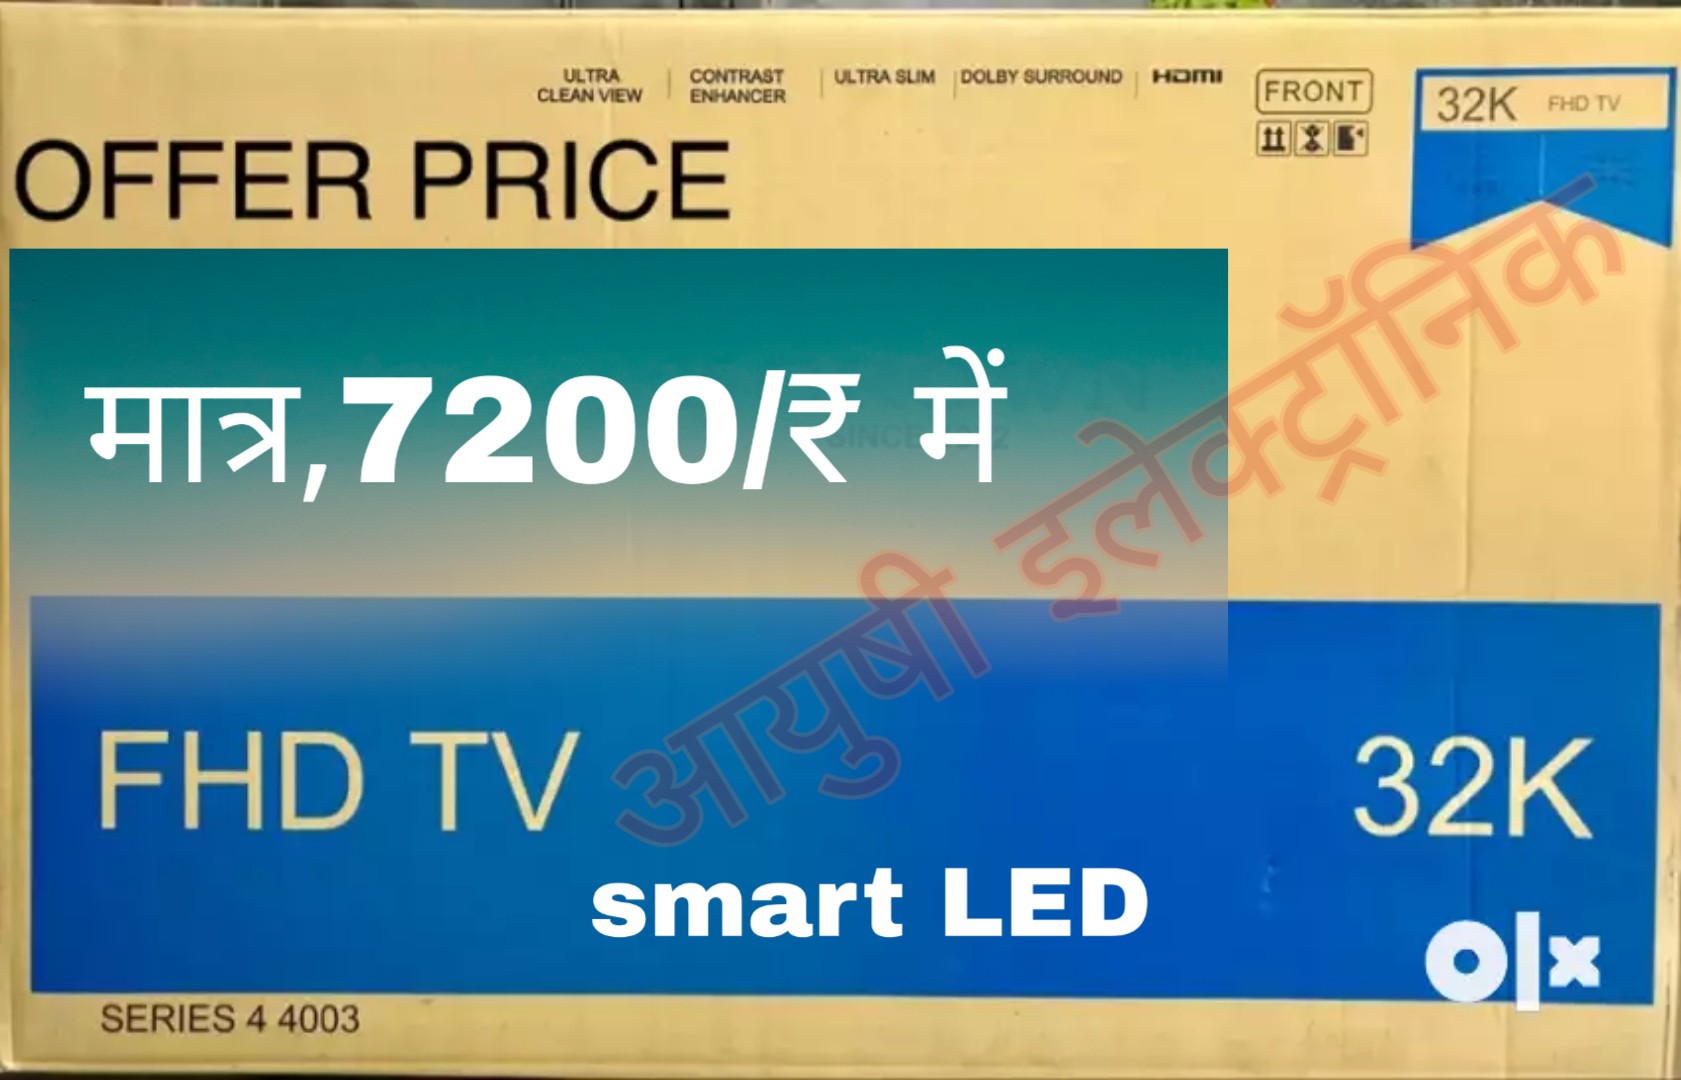 ULTRA CLEAN VIEW
CONTRAST ENHANCER
ULTRA SLIM
DOLBY SURROUND
HDMI
FRONT
32K FHD TV
OFFER PRICE
मात्र,7200/₹ में
SINCE
आयुषी इलेक्ट्रॉनिक
FHD TV
32K
smart LED
olx
SERIES 4 4003